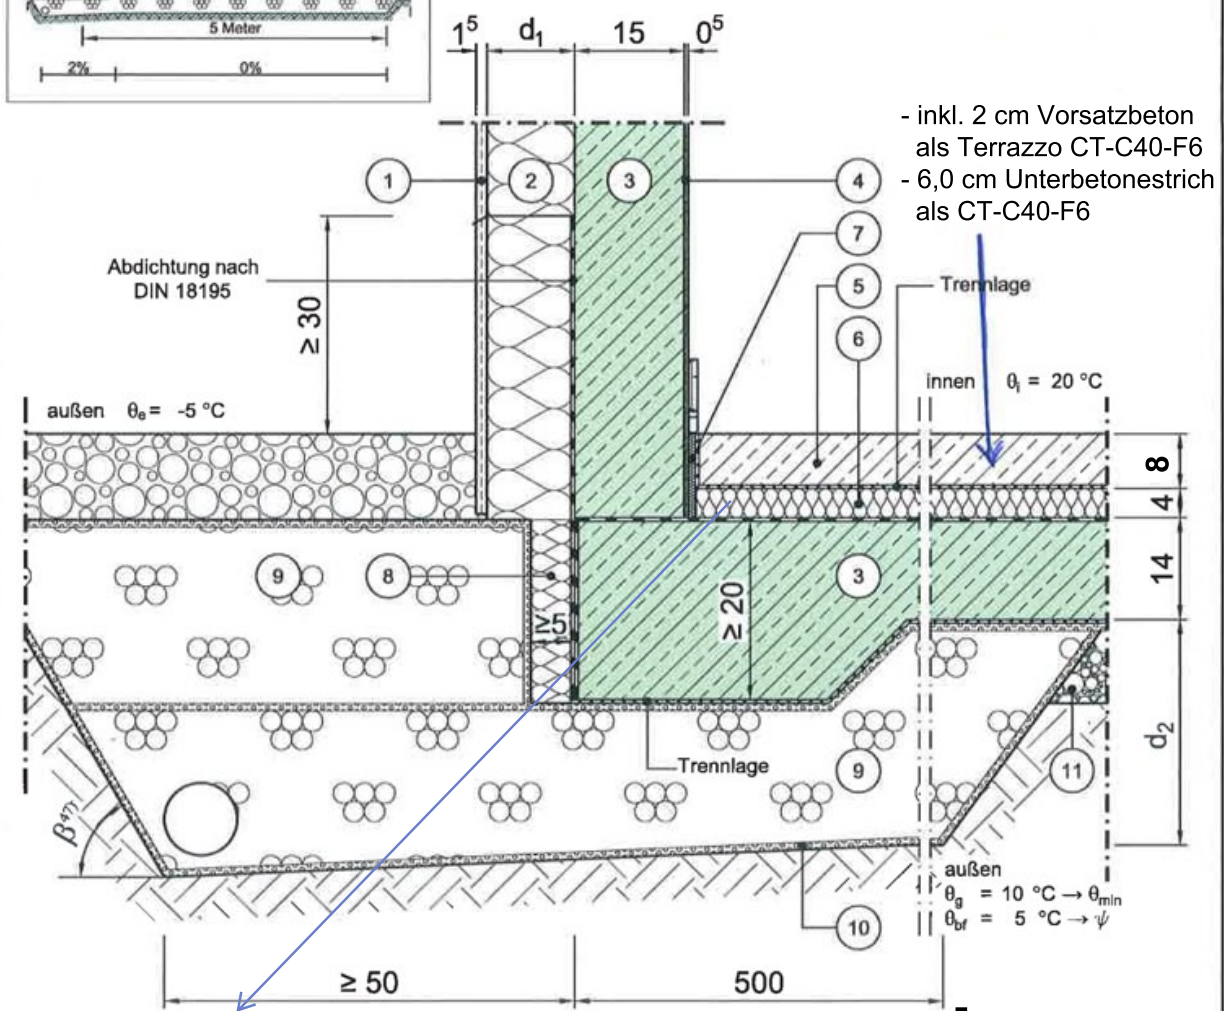 5 Meter
2% 0%
1⁵ d₁ 15 0⁵
- inkl. 2 cm Vorsatzbeton
als Terrazzo CT-C40-F6
- 6,0 cm Unterbetonestrich
als CT-C40-F6
1 2 3 4
7
Abdichtung nach
DIN 18195
5
Trennlage
≥ 30
6
innen θi = 20 °C
außen θe = -5 °C
8
4
9 8 3
14
≥5
≥ 20
d₂
Trennlage
9
11
β
außen
θg = 10 °C → θmin
θbf = 5 °C → ψ
10
≥ 50 500